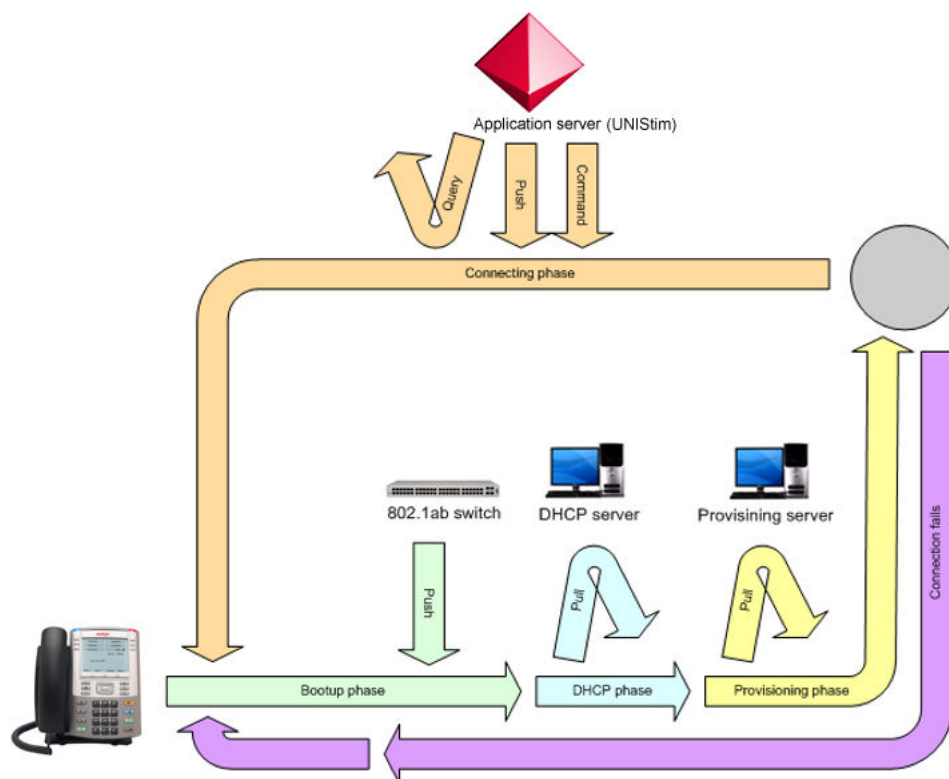 Application server (UNIStim)
Query
Push
Command
Connecting phase
802.1ab switch
DHCP server
Provisining server
Push
Pull
Pull
Connection fails
Bootup phase
DHCP phase
Provisioning phase